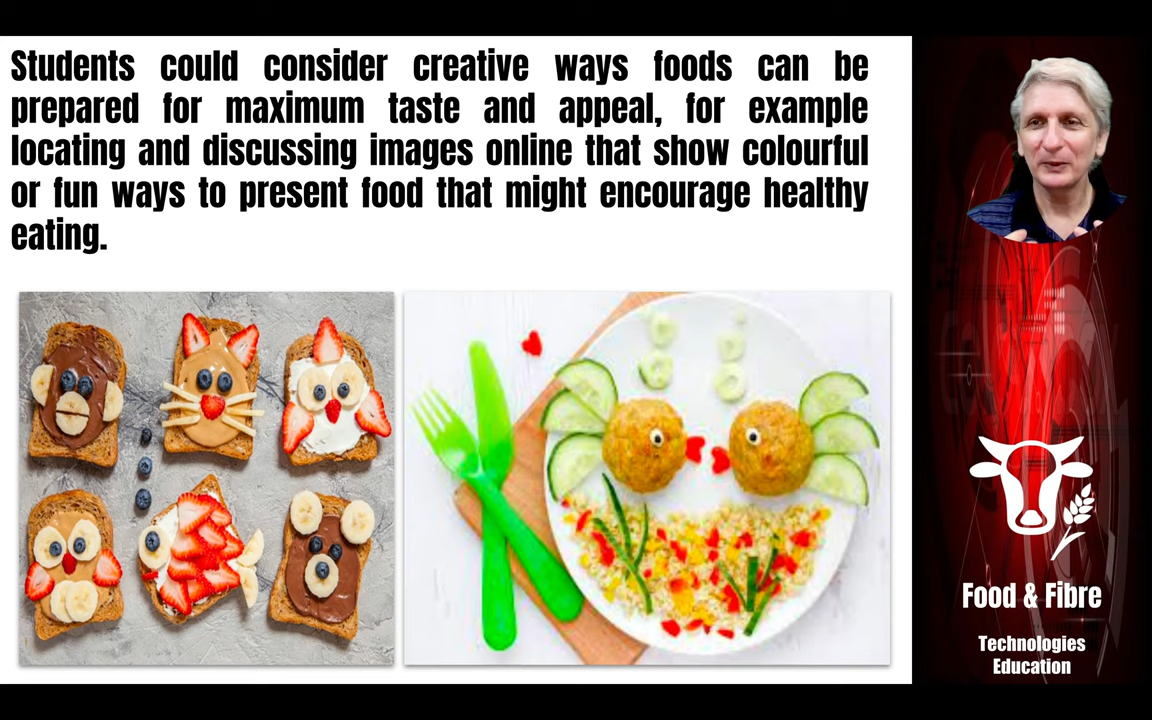 Students could consider creative ways foods can be
prepared for maximum taste and appeal, for example
locating and discussing images online that show colourful
or fun ways to present food that might encourage healthy
eating.
Food & Fibre
Technologies
Education